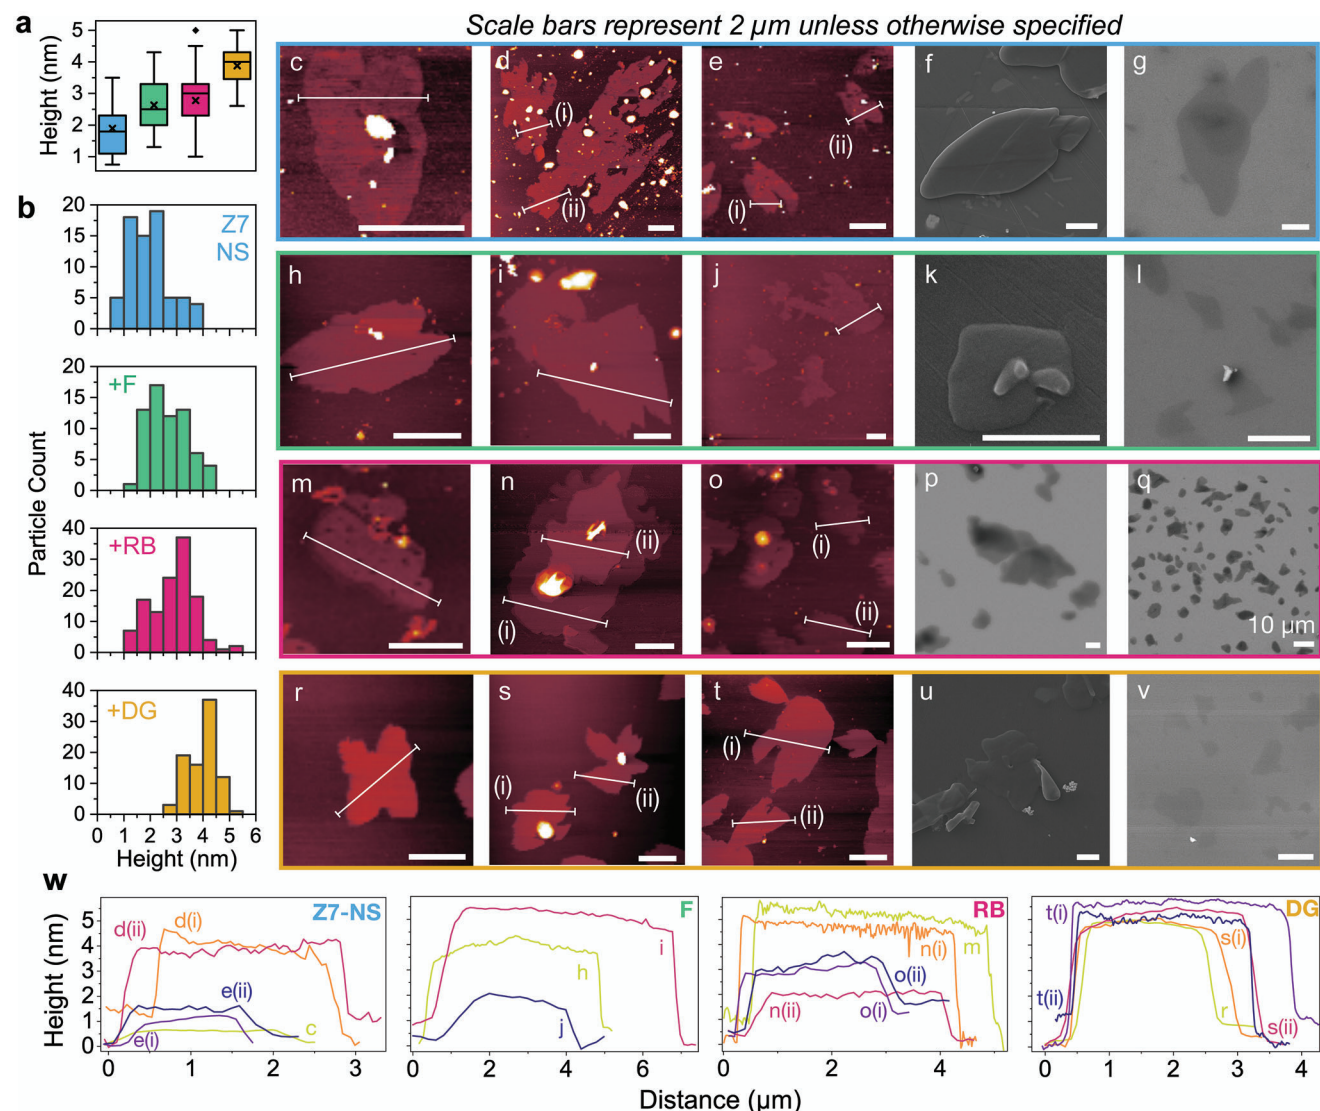 Scale bars represent 2 µm unless otherwise specified
a
Height (nm)
5
4
3
2
1
b
Particle Count
20
15
10
5
0
Z7
NS
20
15
10
5
0
+F
40
30
20
10
0
+RB
40
30
20
10
0
+DG
0 1 2 3 4 5 6
Height (nm)
c
d
(i)
(ii)
e
(ii)
(i)
f
g
h
i
j
k
l
m
n
(ii)
(i)
o
(i)
(ii)
p
q
10 µm
r
s
(i)
(ii)
t
(i)
(ii)
u
v
w
Height (nm)
5
4
3
2
1
0
Z7-NS
d(i)
d(ii)
e(ii)
c
e(i)
0 1 2 3
F
i
h
j
0 2 4 6
RB
m
n(i)
o(ii)
n(ii)
o(i)
0 2 4
DG
t(i)
s(i)
t(ii)
r
s(ii)
0 1 2 3 4
Distance (µm)